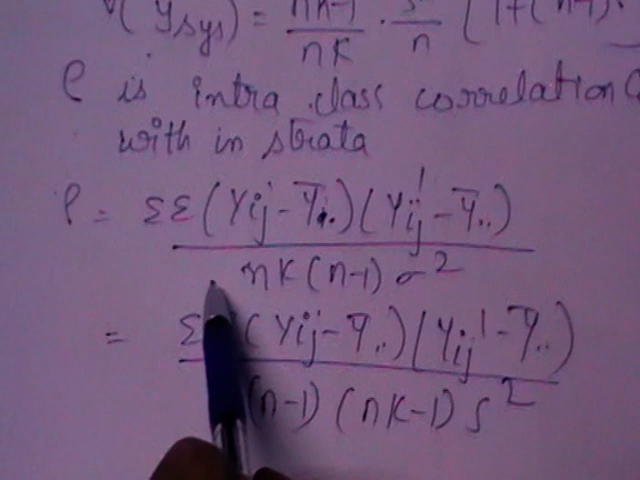 V(ȳsys) = nk-1/nk · s²/n [1+(n-1)
ρ is intra class correlation
with in strata
ρ = ΣΣ(Yij - Ȳ..)(Yij' - Ȳ..)
nK(n-1)σ²
= Σ (Yij - Ȳ..)(Yij' - Ȳ..)
(n-1)(nK-1)S²